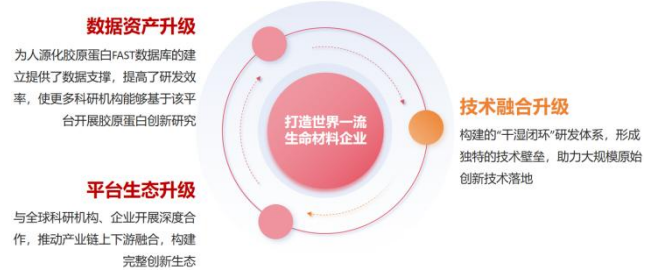 数据资产升级
为人源化胶原蛋白FAST数据库的建
立提供了数据支撑，提高了研发效
率，使更多科研机构能够基于该平
台开展胶原蛋白创新研究
打造世界一流
生命材料企业
技术融合升级
构建的“干湿闭环”研发体系，形成
独特的技术壁垒，助力大规模原始
创新技术落地
平台生态升级
与全球科研机构、企业开展深度合
作，推动产业链上下游融合，构建
完整创新生态